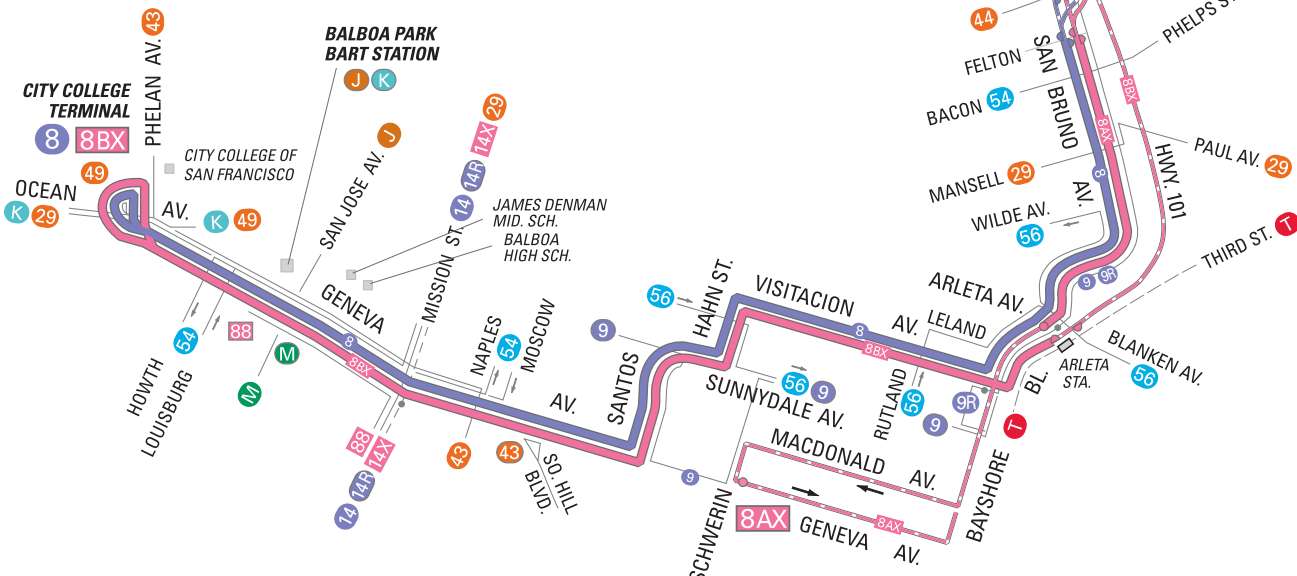 43
PHELAN AV.
CITY COLLEGE
TERMINAL
8
8BX
49
OCEAN
AV.
K
29
K
49
CITY COLLEGE OF
SAN FRANCISCO
BALBOA PARK
BART STATION
J
K
SAN JOSE AV.
J
29
14X
14R
14
MISSION ST.
JAMES DENMAN
MID. SCH.
BALBOA
HIGH SCH.
GENEVA
AV.
8
8BX
HOWTH
54
LOUISBURG
88
M
M
88
14X
14R
14
NAPLES
54
MOSCOW
43
43
SO. HILL
BLVD.
SANTOS
9
56
HAHN ST.
VISITACION
AV.
8
8BX
LELAND
SUNNYDALE AV.
56
9
9
RUTLAND
56
9
9R
T
BAYSHORE
BL.
MACDONALD
AV.
SCHWERIN
8AX
GENEVA
AV.
8AX
44
FELTON
SAN BRUNO
AV.
PHELPS ST
BACON
54
8BX
8AX
8
HWY. 101
PAUL AV.
29
MANSELL
29
WILDE AV.
56
ARLETA AV.
9
9R
THIRD ST.
T
ARLETA
STA.
BLANKEN AV.
56